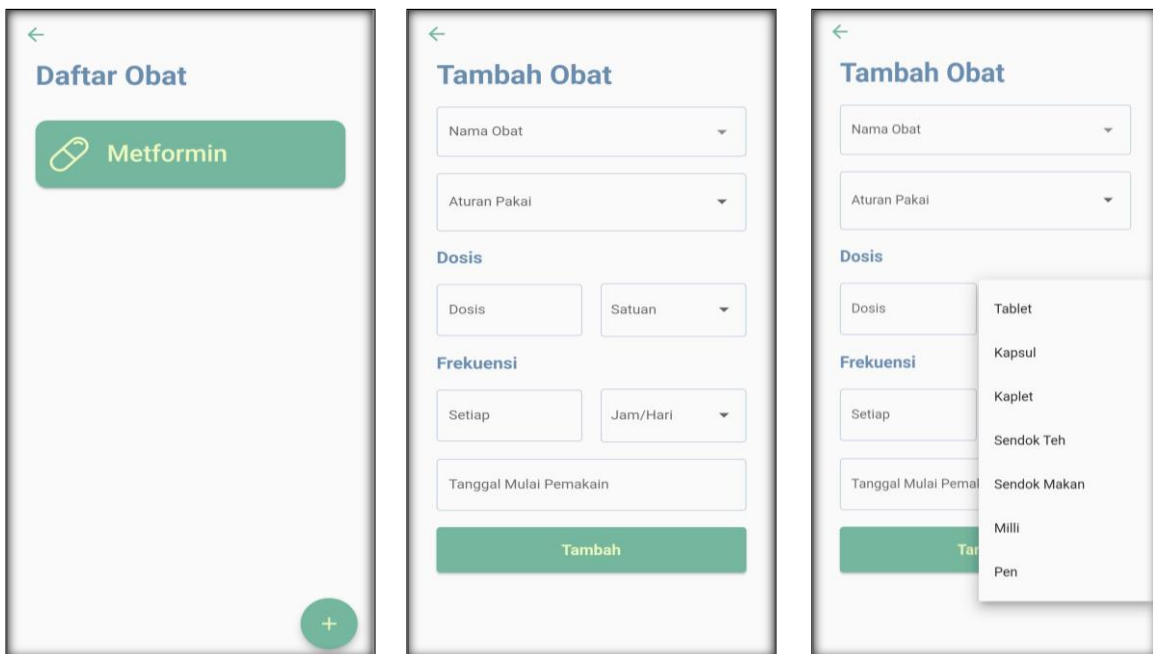 Daftar Obat
Metformin
+
Tambah Obat
Nama Obat
Aturan Pakai
Dosis
Dosis
Satuan
Frekuensi
Setiap
Jam/Hari
Tanggal Mulai Pemakain
Tambah
Tambah Obat
Nama Obat
Aturan Pakai
Dosis
Dosis
Tablet
Kapsul
Frekuensi
Kaplet
Setiap
Sendok Teh
Tanggal Mulai Pemal
Sendok Makan
Milli
Tar
Pen